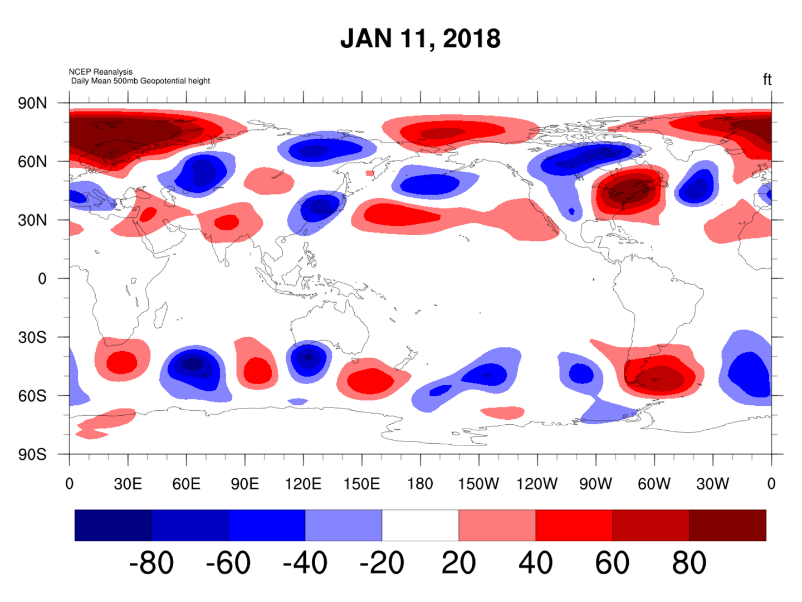 JAN 11, 2018
NCEP Reanalysis
Daily Mean 500mb Geopotential height
ft
90N
60N
30N
0
30S
60S
90S
0 30E 60E 90E 120E 150E 180 150W 120W 90W 60W 30W 0
-80 -60 -40 -20 20 40 60 80